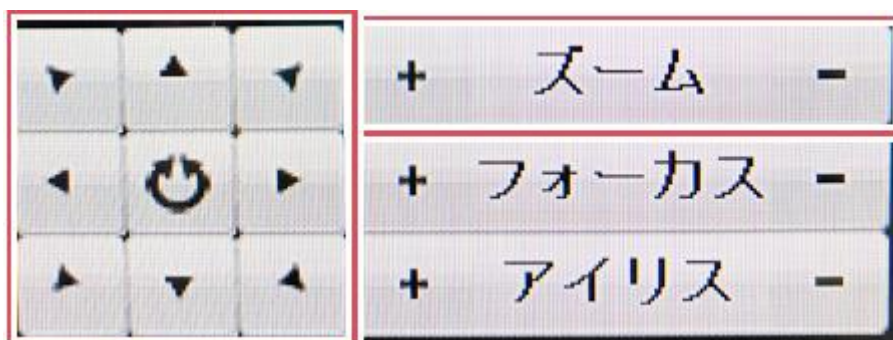 + ズーム -
+ フォーカス -
+ アイリス -